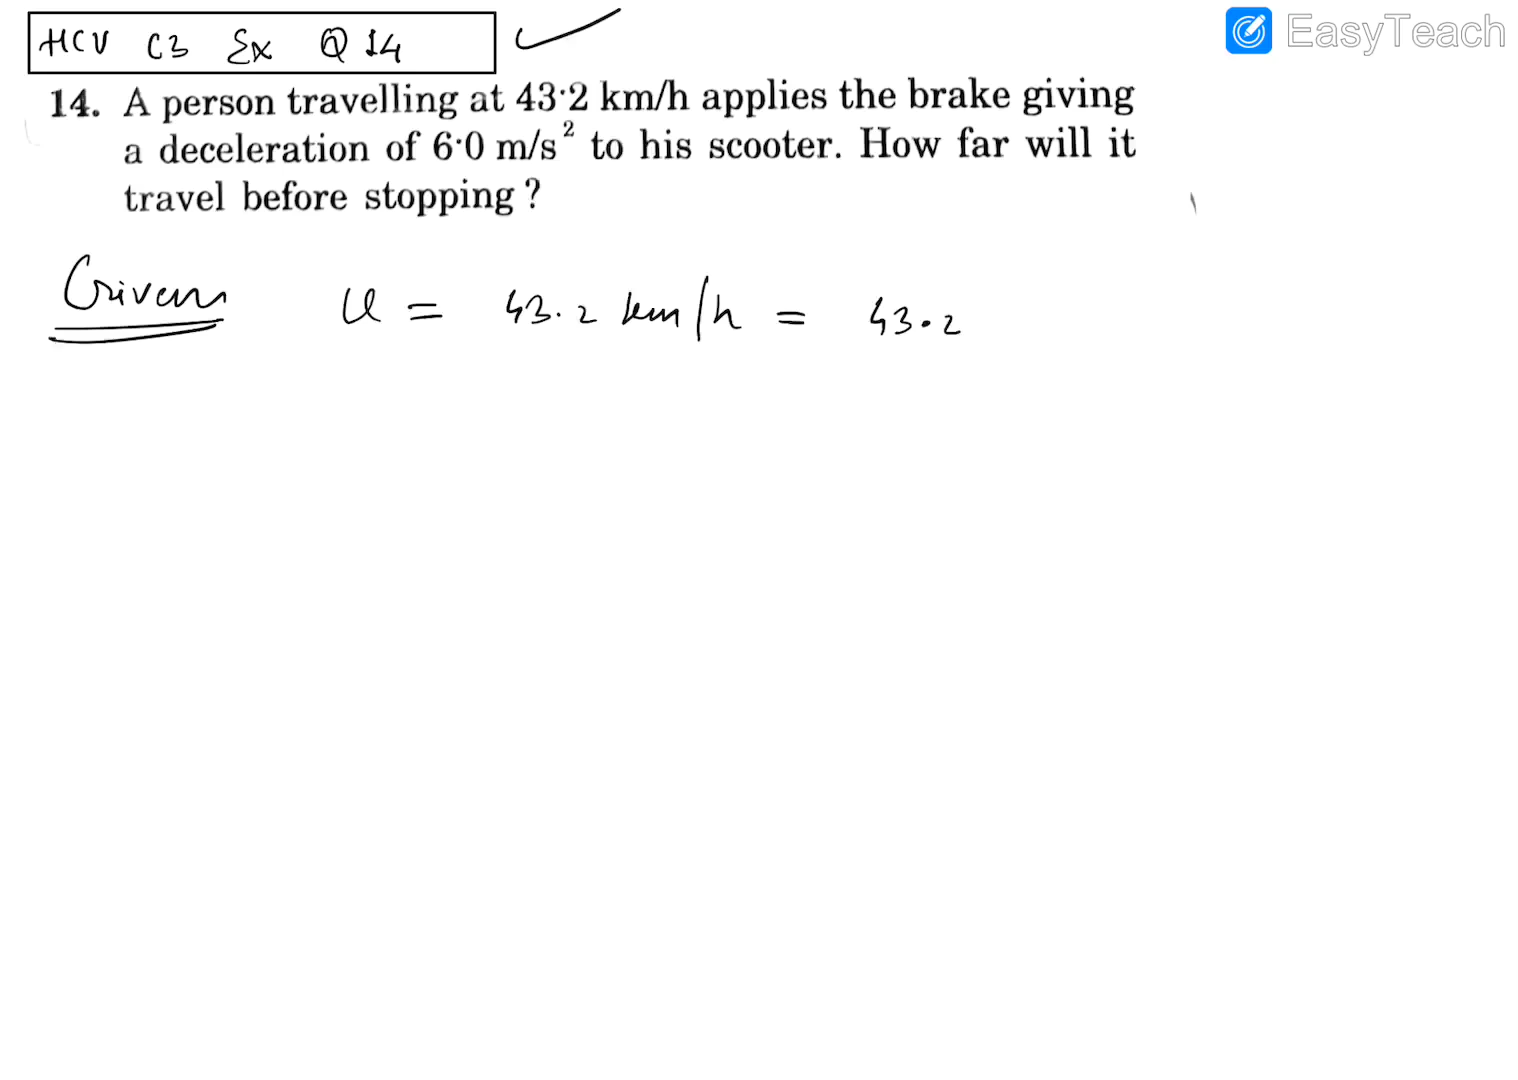 HCV C3 Ex Q 14
EasyTeach
14. A person travelling at 43·2 km/h applies the brake giving
a deceleration of 6·0 m/s² to his scooter. How far will it
travel before stopping ?
Given u = 43.2 km/h = 43.2